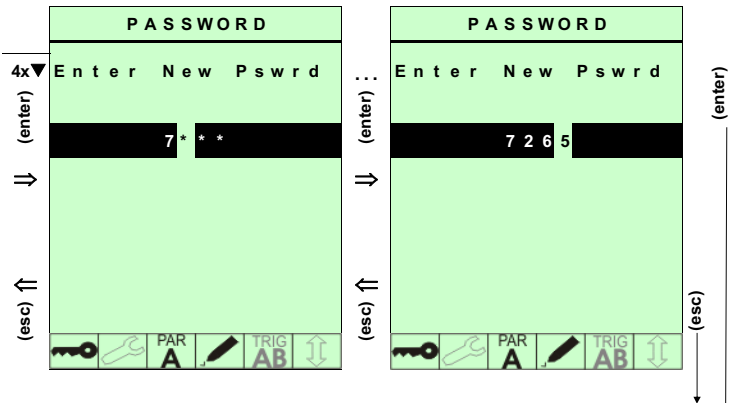 PASSWORD
4x▼
Enter New Pswrd
(enter)
7***
⇒
⇐
(esc)
PAR
A
TRIG
AB
...
(enter)
⇒
⇐
(esc)
PASSWORD
Enter New Pswrd
7265
PAR
A
TRIG
AB
(enter)
(esc)